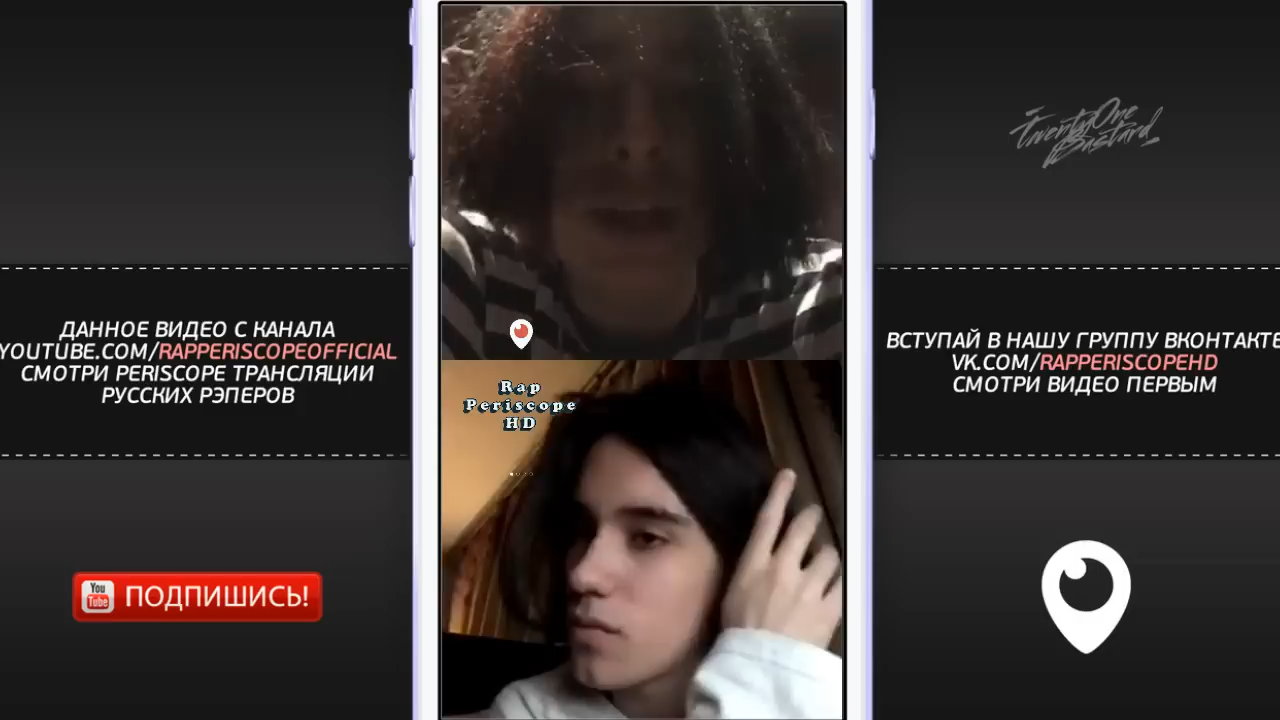 ДАННОЕ ВИДЕО С КАНАЛА
YOUTUBE.COM/RAPPERISCOPEOFFICIAL
СМОТРИ PERISCOPE ТРАНСЛЯЦИИ
РУССКИХ РЭПЕРОВ
You
Tube
ПОДПИШИСЬ!
Rap
Periscope
HD
TwentyOne
Bastard
ВСТУПАЙ В НАШУ ГРУППУ ВКОНТАКТЕ
VK.COM/RAPPERISCOPEHD
СМОТРИ ВИДЕО ПЕРВЫМ